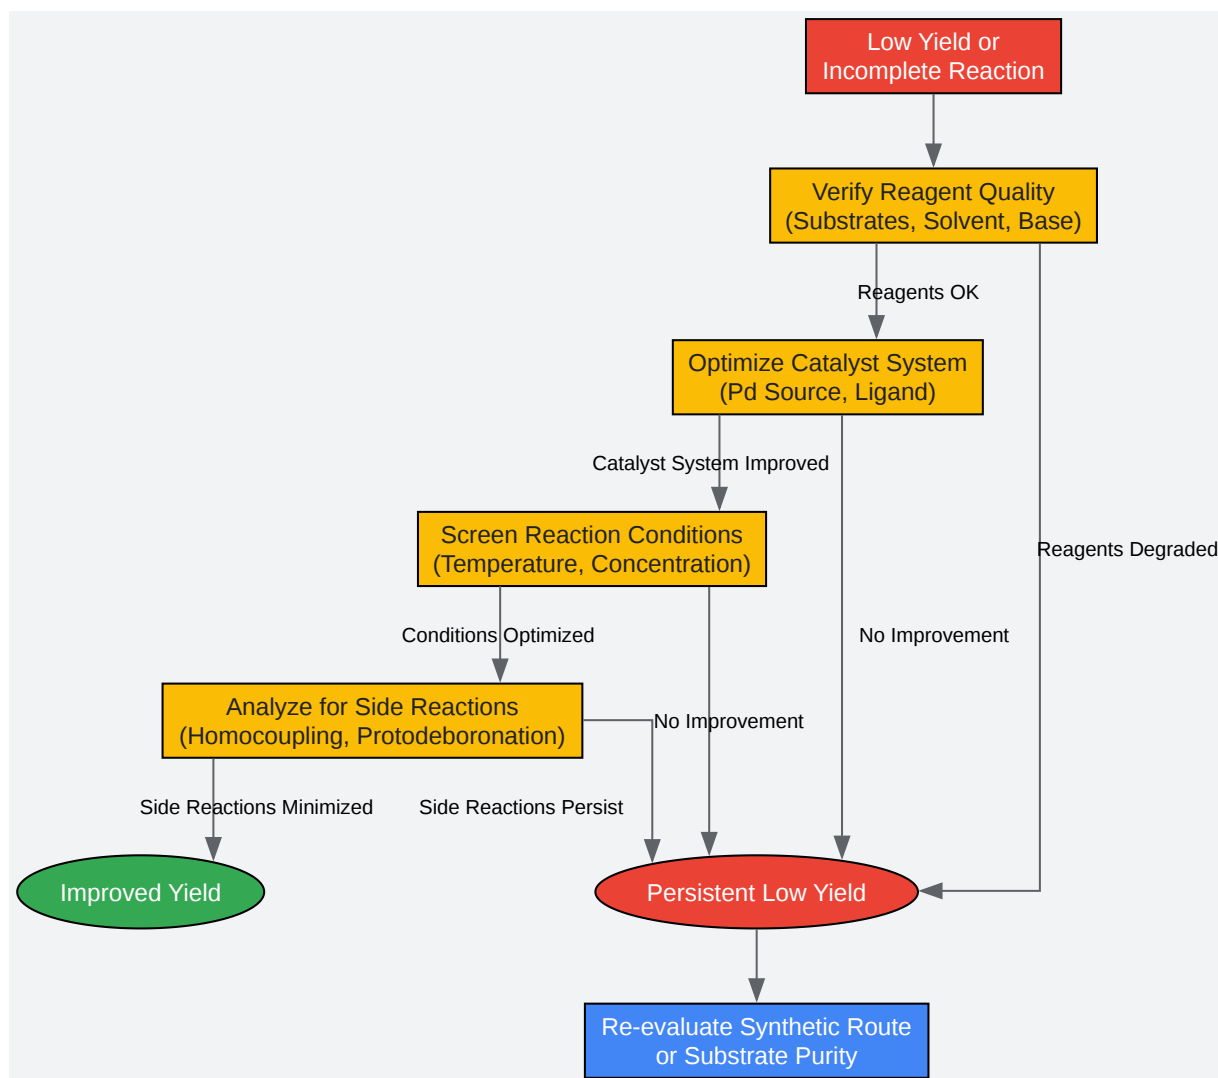 Low Yield or
Incomplete Reaction
Verify Reagent Quality
(Substrates, Solvent, Base)
Reagents OK
Optimize Catalyst System
(Pd Source, Ligand)
Catalyst System Improved
Screen Reaction Conditions
(Temperature, Concentration)
Reagents Degraded
Conditions Optimized
No Improvement
Analyze for Side Reactions
(Homocoupling, Protodeboronation)
No Improvement
Side Reactions Minimized
Side Reactions Persist
Improved Yield
Persistent Low Yield
Re-evaluate Synthetic Route
or Substrate Purity